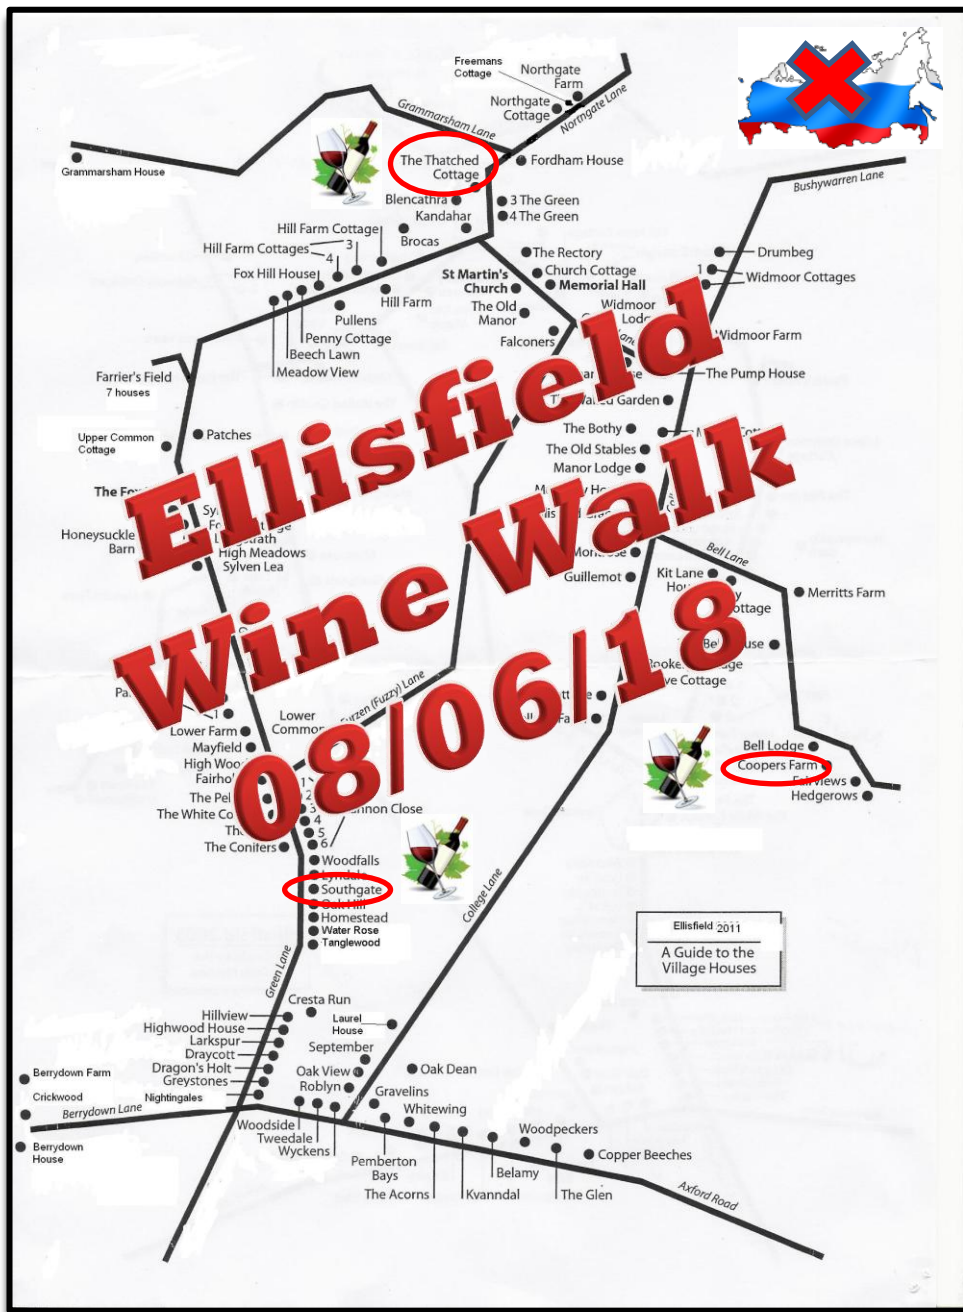 Freemans
Cottage
Northgate
Farm
Northgate
Cottage
Northgate Lane
Grammarsham Lane
Grammarsham House
The Thatched
Cottage
Fordham House
Bushywarren Lane
Blencathra
3 The Green
4 The Green
Kandahar
Brocas
Hill Farm Cottage
Hill Farm Cottages
3
4
Fox Hill House
The Rectory
Church Cottage
St Martin's
Church
Memorial Hall
Drumbeg
1
Widmoor Cottages
Hill Farm
The Old
Manor
Widmoor
Pullens
Penny Cottage
Falconers
Widmoor Farm
Beech Lawn
Meadow View
The Pump House
Farrier's Field
7 houses
Upper Common
Cottage
Patches
The Bothy
The Old Stables
Manor Lodge
Honeysuckle
Barn
High Meadows
Sylven Lea
Guillemot
Bell Lane
Kit Lane
Merritts Farm
Ellisfield
Wine Walk
08/06/18
Furzen (Fuzzy) Lane
Lower
Common
1
Lower Farm
Mayfield
Bell Lodge
Coopers Farm
Fairviews
Hedgerows
1
2
3
4
5
6
The Conifers
Woodfalls
Lyndale
Southgate
Oak Hill
Homestead
Water Rose
Tanglewood
College Lane
Green Lane
Ellisfield 2011
A Guide to the
Village Houses
Cresta Run
Hillview
Highwood House
Larkspur
Draycott
Dragon's Holt
Greystones
Nightingales
Laurel
House
September
Oak View
Roblyn
Oak Dean
Gravelins
Whitewing
Berrydown Farm
Crickwood
Berrydown Lane
Berrydown
House
Woodside
Tweedale
Wyckens
Pemberton
Bays
The Acorns
Kvanndal
Belamy
Woodpeckers
The Glen
Copper Beeches
Axford Road